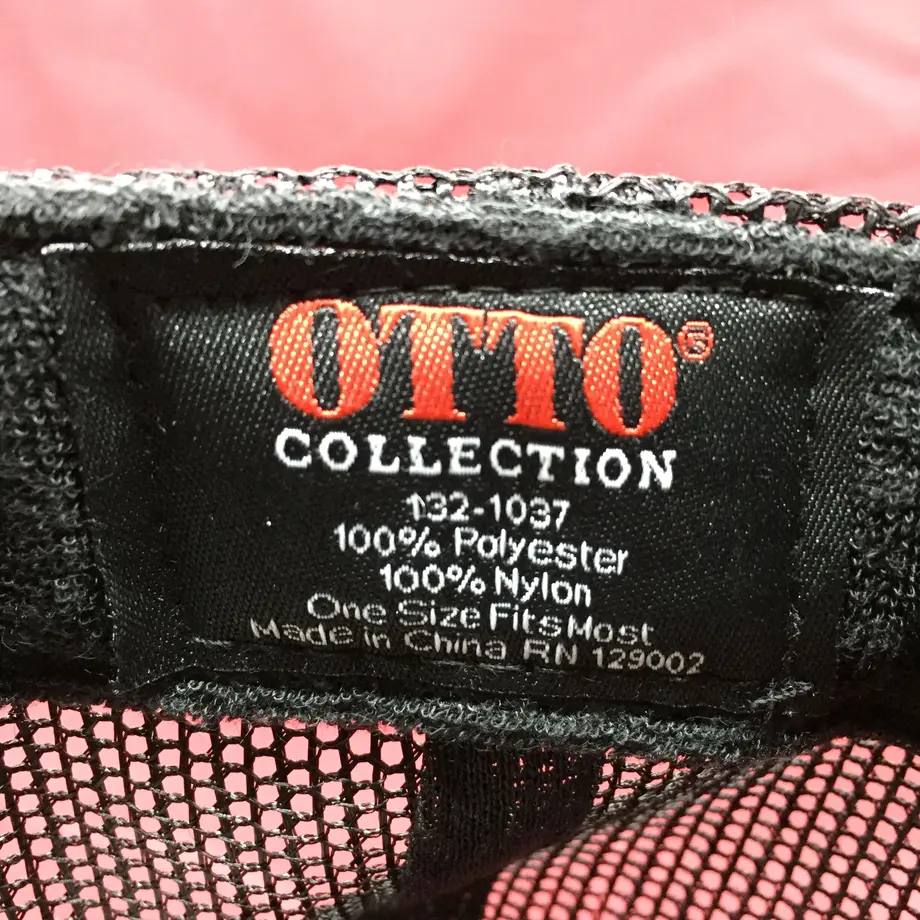 OTTO®
COLLECTION
132-1037
100% Polyester
100% Nylon
One Size Fits Most
Made in China RN 129002